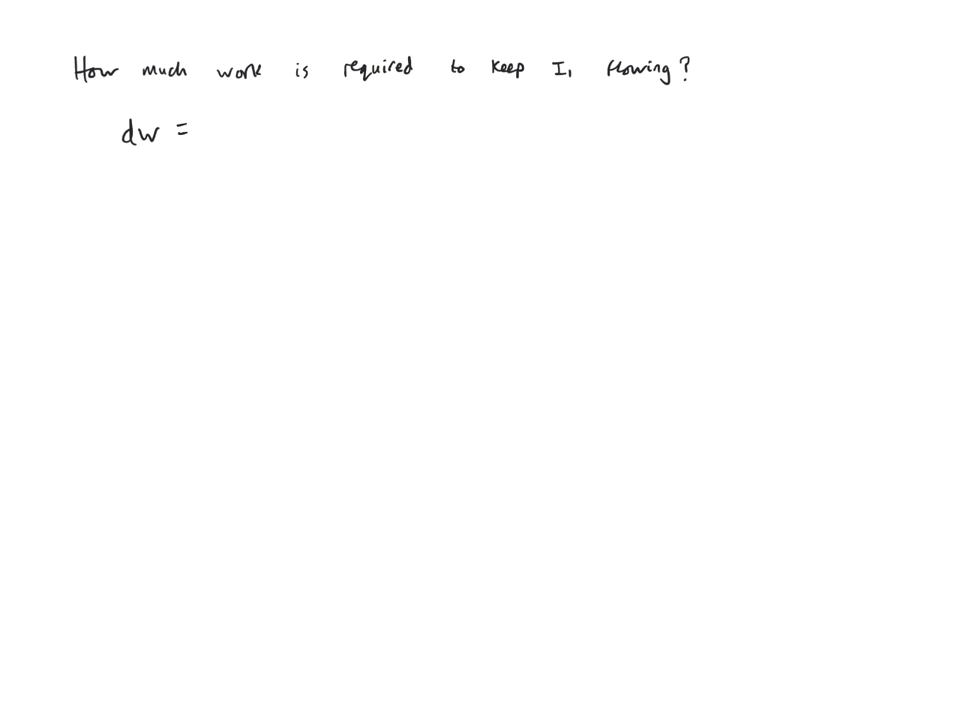 How much work is required to keep I₁ flowing?
dw =